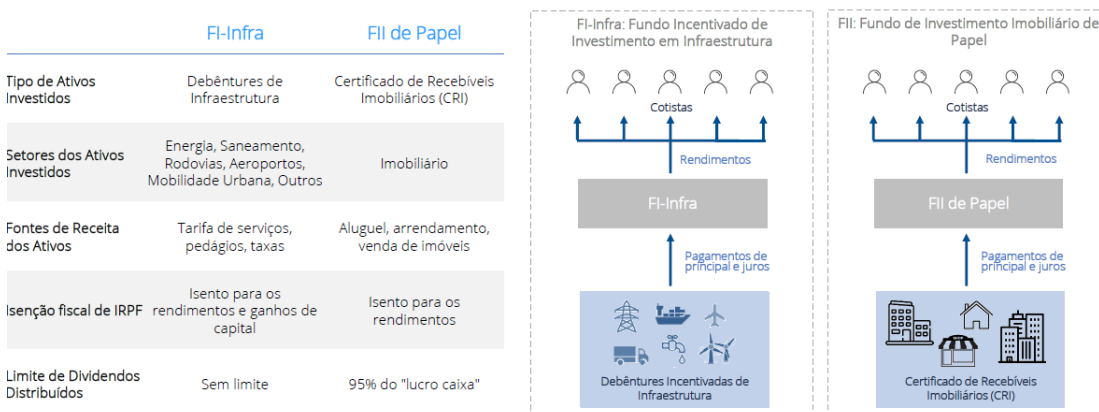 FI-Infra
FII de Papel
Tipo de Ativos
Investidos
Debêntures de
Infraestrutura
Certificado de Recebíveis
Imobiliários (CRI)
Setores dos Ativos
Investidos
Energia, Saneamento,
Rodovias, Aeroportos,
Mobilidade Urbana, Outros
Imobiliário
Fontes de Receita
dos Ativos
Tarifa de serviços,
pedágios, taxas
Aluguel, arrendamento,
venda de imóveis
Isenção fiscal de IRPF
Isento para os
rendimentos e ganhos de
capital
Isento para os
rendimentos
Limite de Dividendos
Distribuídos
Sem limite
95% do "lucro caixa"
FI-Infra: Fundo Incentivado de
Investimento em Infraestrutura
Cotistas
Rendimentos
FI-Infra
Pagamentos de
principal e juros
Debêntures Incentivadas de
Infraestrutura
FII: Fundo de Investimento Imobiliário de
Papel
Cotistas
Rendimentos
FII de Papel
Pagamentos de
principal e juros
Certificado de Recebíveis
Imobiliários (CRI)